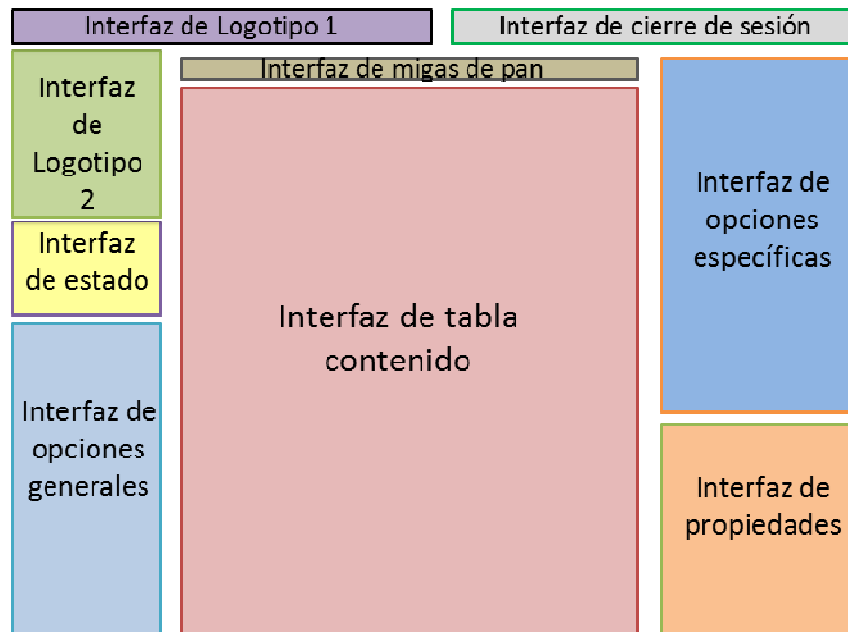 Interfaz de Logotipo 1
Interfaz de cierre de sesión
Interfaz
de
Logotipo
2
Interfaz
de estado
Interfaz de
opciones
generales
Interfaz de migas de pan
Interfaz de tabla
contenido
Interfaz de
opciones
específicas
Interfaz de
propiedades